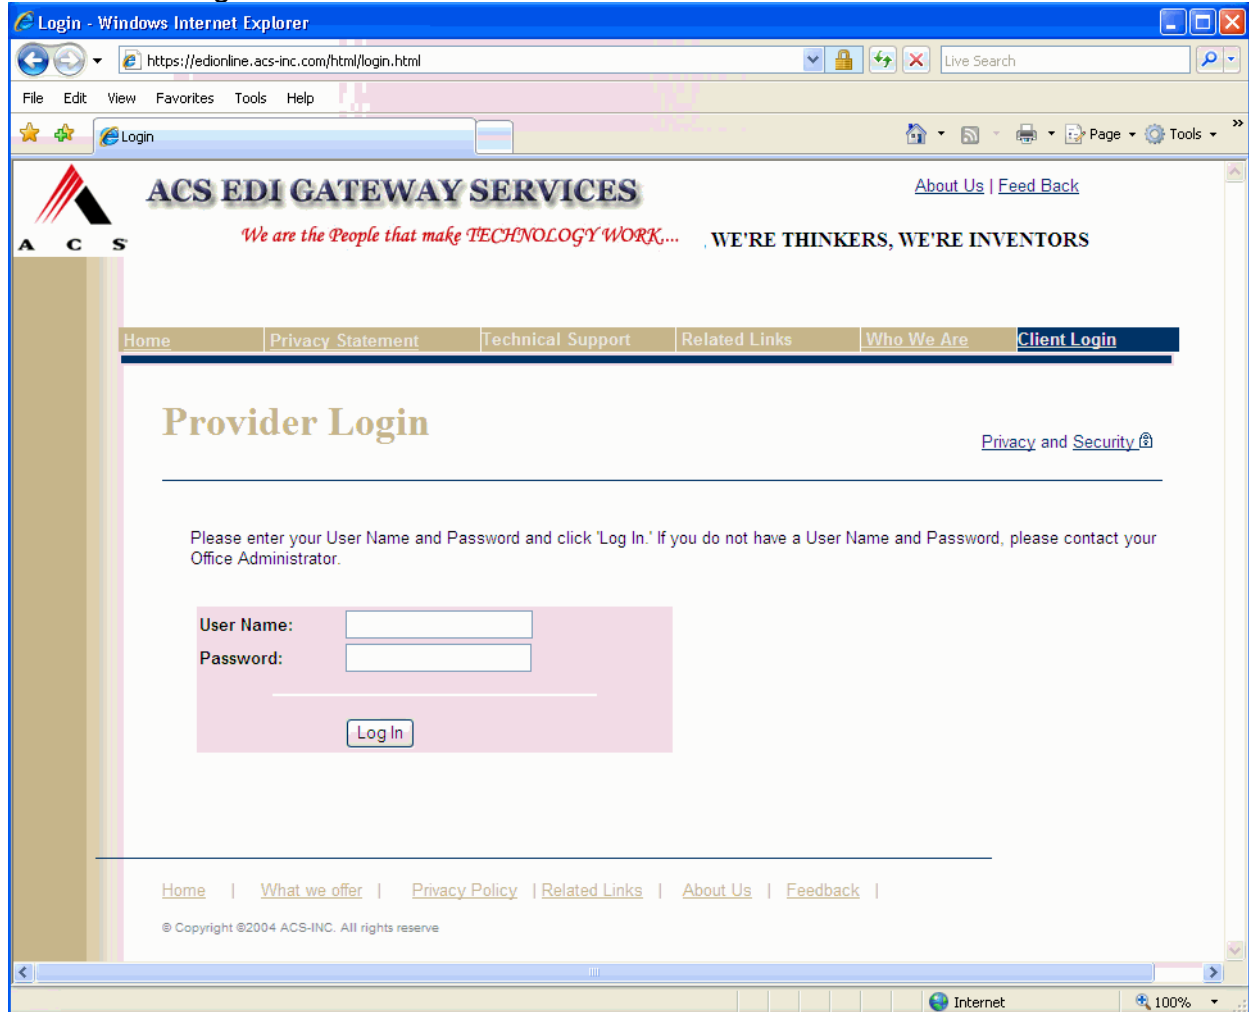 Login - Windows Internet Explorer
https://edionline.acs-inc.com/html/login.html
Live Search
File Edit View Favorites Tools Help
Login
Page Tools »
ACS EDI GATEWAY SERVICES
About Us | Feed Back
We are the People that make TECHNOLOGY WORK....
, WE'RE THINKERS, WE'RE INVENTORS
A C S
Home Privacy Statement Technical Support Related Links Who We Are Client Login
Provider Login
Privacy and Security
Please enter your User Name and Password and click 'Log In.' If you do not have a User Name and Password, please contact your
Office Administrator.
User Name:
Password:
Log In
Home | What we offer | Privacy Policy | Related Links | About Us | Feedback |
© Copyright ©2004 ACS-INC. All rights reserve
Internet 100%